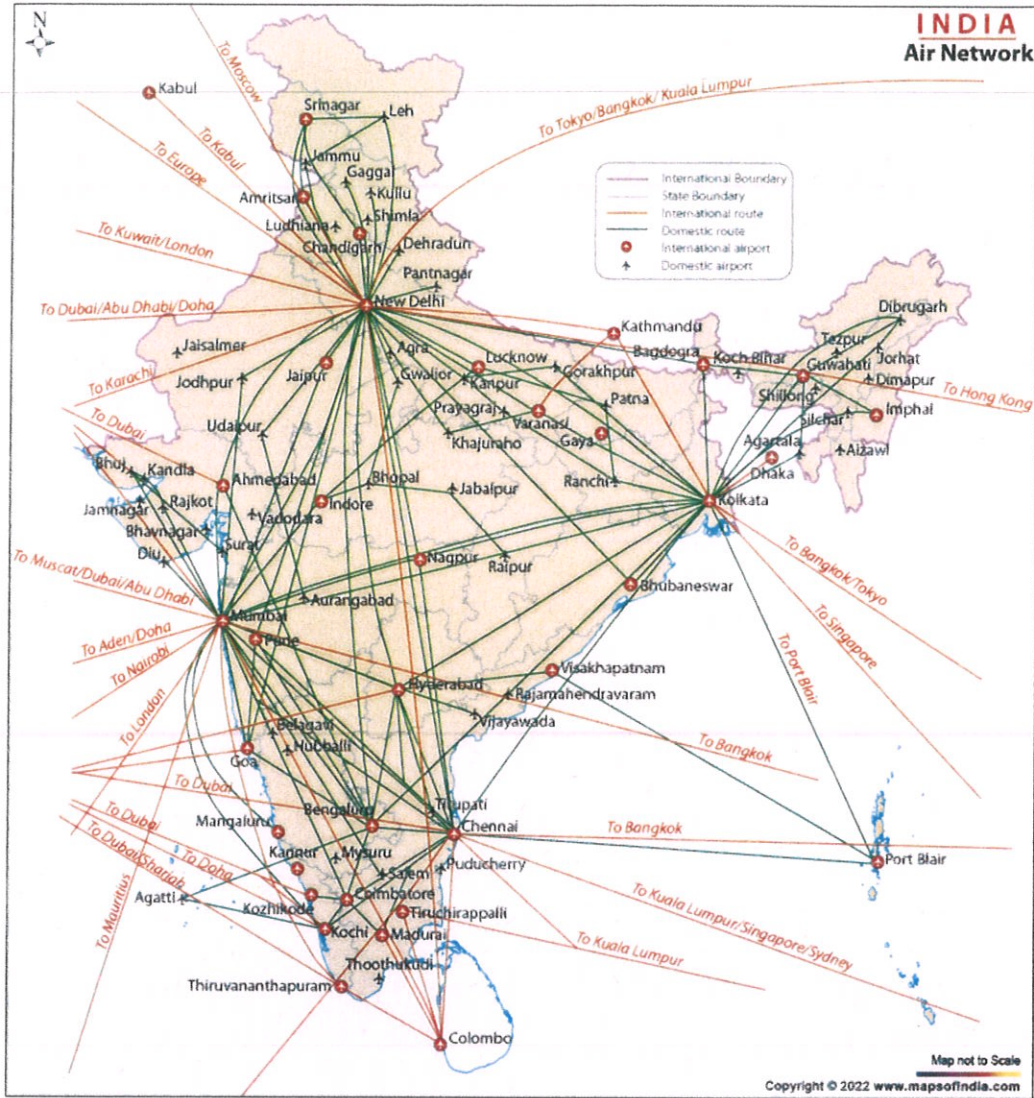 N
INDIA
Air Network
To Moscow
Kabul
To Tokyo/Bangkok/ Kuala Lumpur
Srinagar
Leh
To Kabul
To Europe
Jammu
Gaggal
Kullu
Amritsar
Shimla
Ludhiana
Chandigarh
Dehradun
Pantnagar
International Boundary
State Boundary
International route
Domestic route
International airport
Domestic airport
To Kuwait/London
New Delhi
To Dubai/Abu Dhabi/Doha
Kathmandu
Dibrugarh
Jaisalmer
Agra
Lucknow
Bagdogra
Koch Bihar
Tezpur
Jorhat
Guwahati
To Karachi
Jodhpur
Jaipur
Gwalior
Kanpur
Gorakhpur
Shillong
Dimapur
To Hong Kong
Prayagraj
Varanasi
Patna
Silchar
Imphal
To Dubai
Udaipur
Khajuraho
Gaya
Agartala
Aizawl
Bhuj
Kandla
Ahmedabad
Bhopal
Jabalpur
Ranchi
Dhaka
Kolkata
Jamnagar
Rajkot
Vadodara
Indore
Bhavnagar
Surat
Diu
Nagpur
Raipur
To Muscat/Dubai/Abu Dhabi
Aurangabad
Bhubaneswar
To Bangkok/Tokyo
To Singapore
Mumbai
Pune
To Aden/Doha
To Nairobi
To London
Hyderabad
Visakhapatnam
Rajamahendravaram
Vijayawada
To Port Blair
Belagavi
Hubballi
Goa
To Bangkok
To Dubai
Bengaluru
Tirupati
Chennai
To Bangkok
To Dubai
Mangaluru
To Dubai/Sharjah
To Doha
Kannur
Mysuru
Salem
Puducherry
Port Blair
Agatti
Kozhikode
Coimbatore
Tiruchirappalli
To Kuala Lumpur/Singapore/Sydney
To Mauritius
Kochi
Madurai
To Kuala Lumpur
Thoothukudi
Thiruvananthapuram
Colombo
Map not to Scale
Copyright © 2022 www.mapsofindia.com